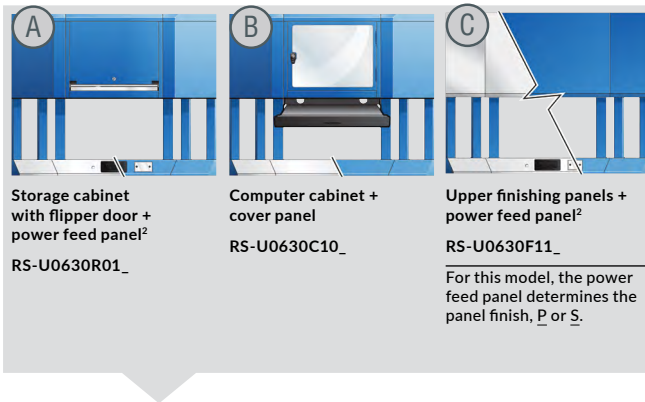 A
Storage cabinet
with flipper door +
power feed panel2
RS-U0630R01_
B
Computer cabinet +
cover panel
RS-U0630C10_
C
Upper finishing panels +
power feed panel2
RS-U0630F11_
For this model, the power
feed panel determines the
panel finish, P or S.